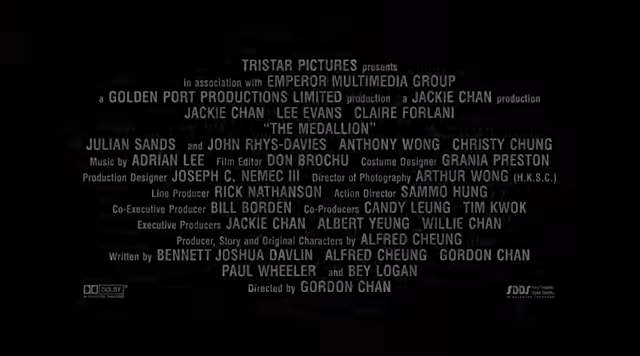 TRISTAR PICTURES presents
in association with EMPEROR MULTIMEDIA GROUP
a GOLDEN PORT PRODUCTIONS LIMITED production a JACKIE CHAN production
JACKIE CHAN LEE EVANS CLAIRE FORLANI
"THE MEDALLION"
JULIAN SANDS and JOHN RHYS-DAVIES ANTHONY WONG CHRISTY CHUNG
Music by ADRIAN LEE Film Editor DON BROCHU Costume Designer GRANIA PRESTON
Production Designer JOSEPH C. NEMEC III Director of Photography ARTHUR WONG (H.K.S.C.)
Line Producer RICK NATHANSON Action Director SAMMO HUNG
Co-Executive Producer BILL BORDEN Co-Producers CANDY LEUNG TIM KWOK
Executive Producers JACKIE CHAN ALBERT YEUNG WILLIE CHAN
Producer, Story and Original Characters by ALFRED CHEUNG
Written by BENNETT JOSHUA DAVLIN ALFRED CHEUNG GORDON CHAN
PAUL WHEELER and BEY LOGAN
Directed by GORDON CHAN
DOLBY
SDDS